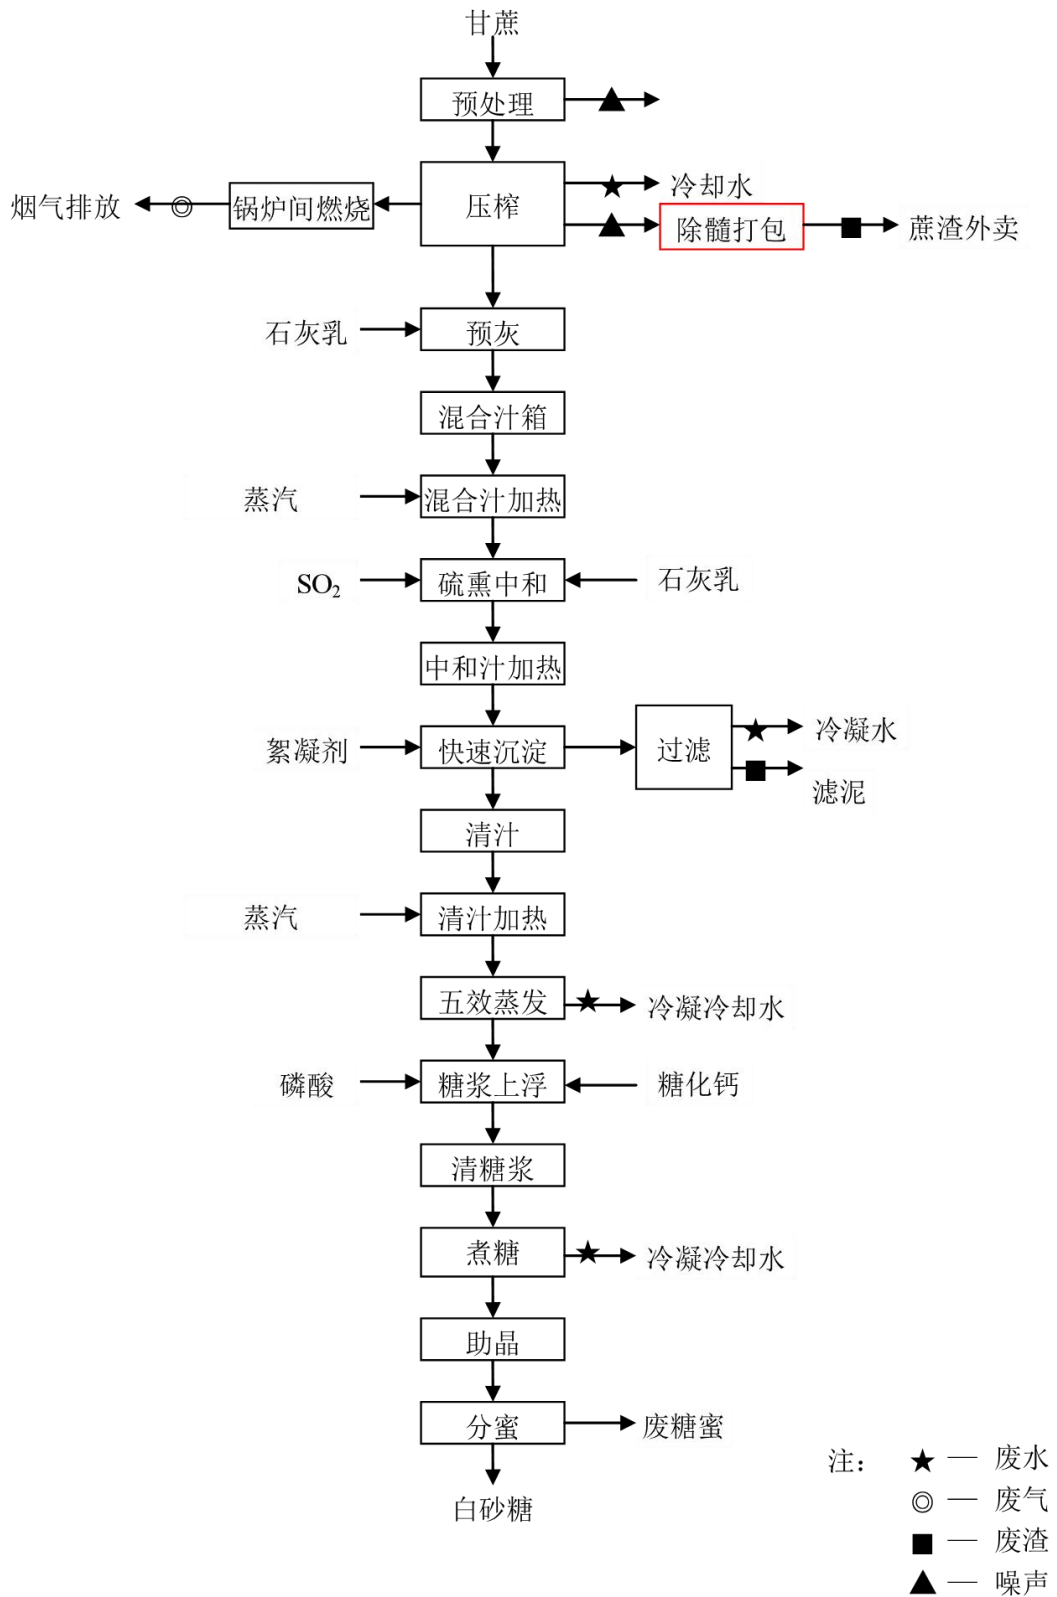 甘蔗
预处理
冷却水
烟气排放
锅炉间燃烧
压榨
除髓打包
蔗渣外卖
石灰乳
预灰
混合汁箱
蒸汽
混合汁加热
SO₂
硫熏中和
石灰乳
中和汁加热
絮凝剂
快速沉淀
过滤
冷凝水
滤泥
清汁
蒸汽
清汁加热
五效蒸发
冷凝冷却水
磷酸
糖浆上浮
糖化钙
清糖浆
煮糖
冷凝冷却水
助晶
分蜜
废糖蜜
白砂糖
注：
★ — 废水
◎ — 废气
■ — 废渣
▲ — 噪声